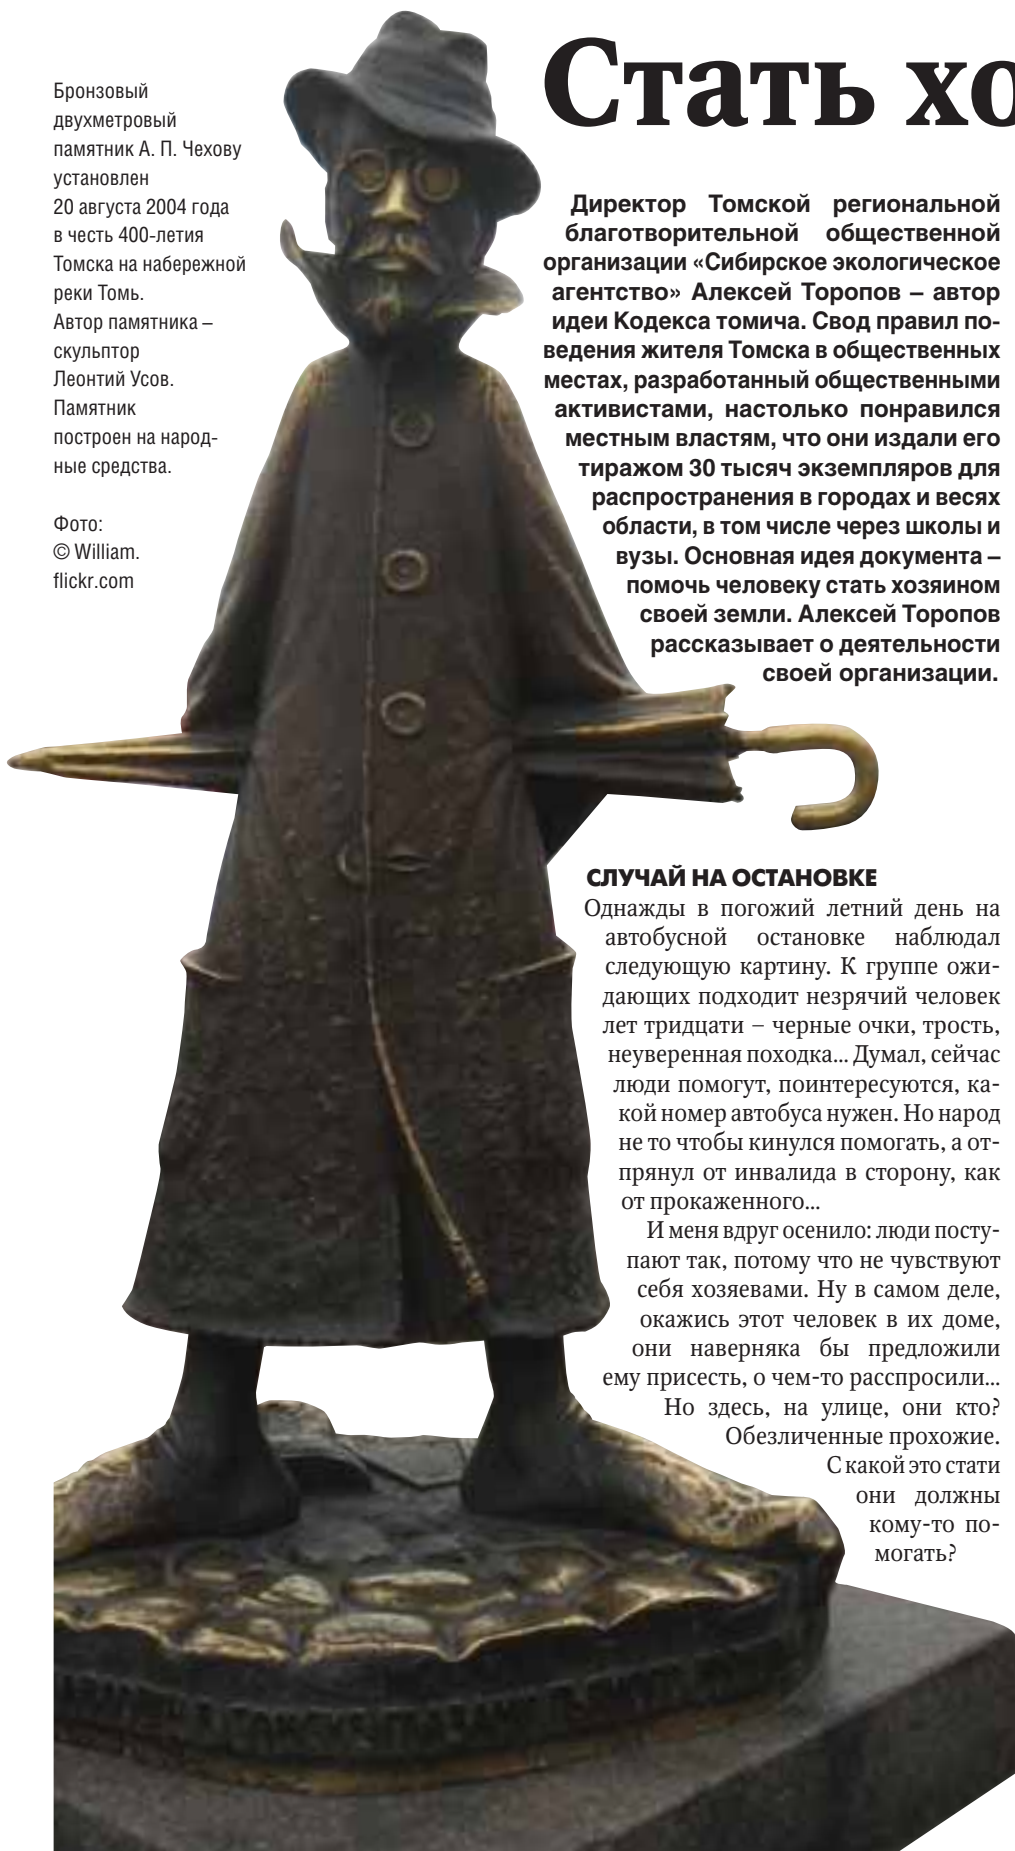 Стать хо
Бронзовый
двухметровый
памятник А. П. Чехову
установлен
20 августа 2004 года
в честь 400-летия
Томска на набережной
реки Томь.
Автор памятника –
скульптор
Леонтий Усов.
Памятник
построен на народ-
ные средства.
Фото:
© William.
flickr.com
Директор Томской региональной
благотворительной общественной
организации «Сибирское экологическое
агентство» Алексей Торопов – автор
идеи Кодекса томича. Свод правил по-
ведения жителя Томска в общественных
местах, разработанный общественными
активистами, настолько понравился
местным властям, что они издали его
тиражом 30 тысяч экземпляров для
распространения в городах и весях
области, в том числе через школы и
вузы. Основная идея документа –
помочь человеку стать хозяином
своей земли. Алексей Торопов
рассказывает о деятельности
своей организации.
СЛУЧАЙ НА ОСТАНОВКЕ
Однажды в погожий летний день на
автобусной остановке наблюдал
следующую картину. К группе ожи-
дающих подходит незрячий человек
лет тридцати – черные очки, трость,
неуверенная походка... Думал, сейчас
люди помогут, поинтересуются, ка-
кой номер автобуса нужен. Но народ
не то чтобы кинулся помогать, а от-
прянул от инвалида в сторону, как
от прокаженного...
И меня вдруг осенило: люди посту-
пают так, потому что не чувствуют
себя хозяевами. Ну в самом деле,
окажись этот человек в их доме,
они наверняка бы предложили
ему присесть, о чем-то расспросили...
Но здесь, на улице, они кто?
Обезличенные прохожие.
С какой это стати
они должны
кому-то по-
могать?